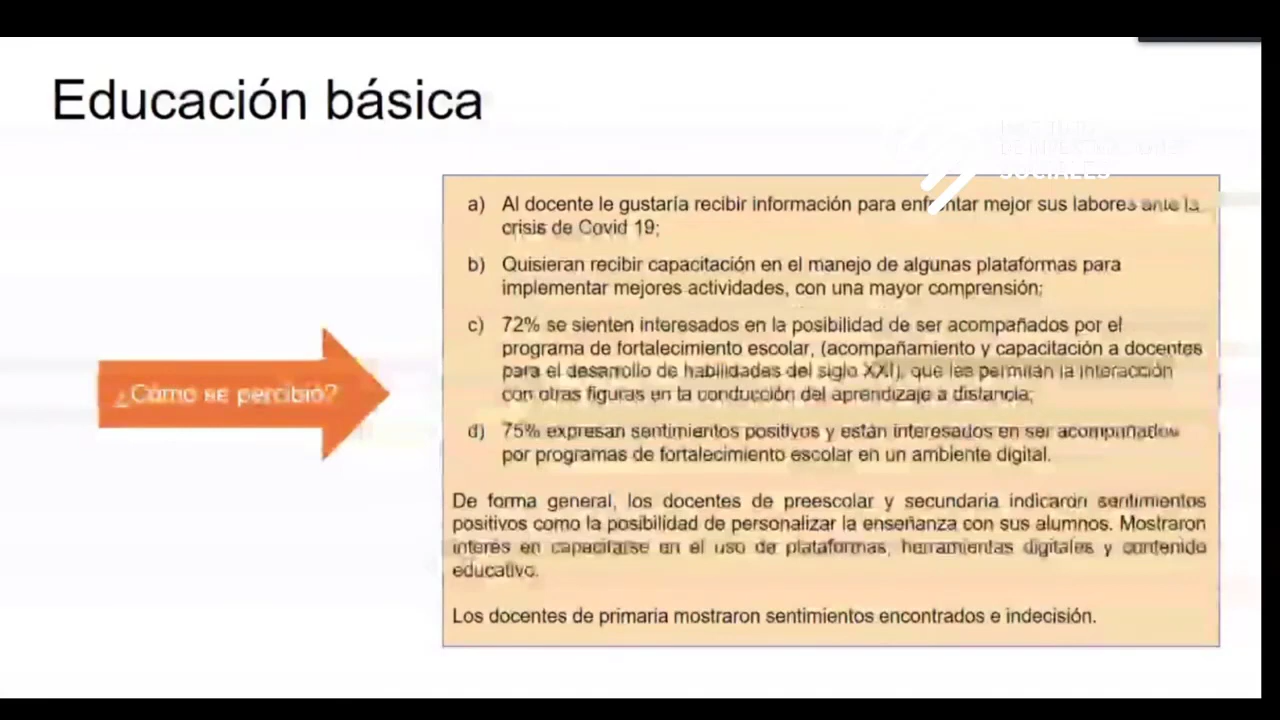 Educación básica
SOCIALES
a) Al docente le gustaría recibir información para enfrentar mejor sus labores ante la
crisis de Covid 19;
b) Quisieran recibir capacitación en el manejo de algunas plataformas para
implementar mejores actividades, con una mayor comprensión;
c) 72% se sienten interesados en la posibilidad de ser acompañados por el
programa de fortalecimiento escolar, (acompañamiento y capacitación a docentes
para el desarrollo de habilidades del siglo XXI), que les permitan la interacción
con otras figuras en la conducción del aprendizaje a distancia;
¿Cómo se percibió?
d) 75% expresan sentimientos positivos y están interesados en ser acompañados
por programas de fortalecimiento escolar en un ambiente digital.
De forma general, los docentes de preescolar y secundaria indicaron sentimientos
positivos como la posibilidad de personalizar la enseñanza con sus alumnos. Mostraron
interés en capacitarse en el uso de plataformas, herramientas digitales y contenido
educativo.
Los docentes de primaria mostraron sentimientos encontrados e indecisión.